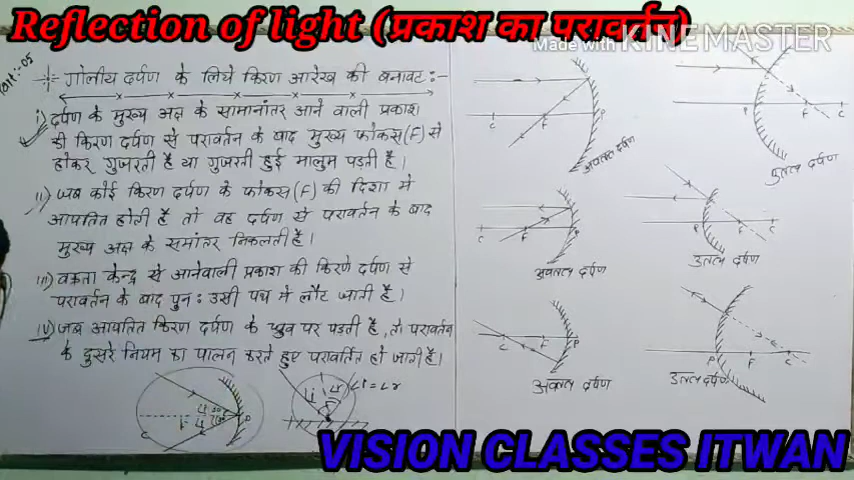 Reflection of light (प्रकाश का परावर्तन)
Made with KINEMASTER
Part:-05
गोलीय दर्पण के लिये किरण आरेख की बनावट :-
i) दर्पण के मुख्य अक्ष के सामानांतर आने वाली प्रकाश
की किरण दर्पण से परावर्तन के बाद मुख्य फोकस (F) से
होकर गुजरती है या गुजरती हुई मालुम पड़ती है।
ii) जब कोई किरण दर्पण के फोकस (F) की दिशा में
आपतित होती है तो वह दर्पण से परावर्तन के बाद
मुख्य अक्ष के समांतर निकलती है।
iii) वक्रता केन्द्र से आनेवाली प्रकाश की किरणे दर्पण से
परावर्तन के बाद पुनः उसी पथ में लौट जाती है।
iv) जब आपतित किरण दर्पण के ध्रुव पर पड़ती है, तो परावर्तन
के दुसरे नियम का पालन करते हुए परावर्तित हो जाती है।
C F P
∠i ∠r ∠i = ∠r
C F P
अवतल दर्पण
P F C
उत्तल दर्पण
C F P
अवतल दर्पण
P F C
उत्तल दर्पण
C F P
अवतल दर्पण
P F C
उत्तल दर्पण
VISION CLASSES ITWAN